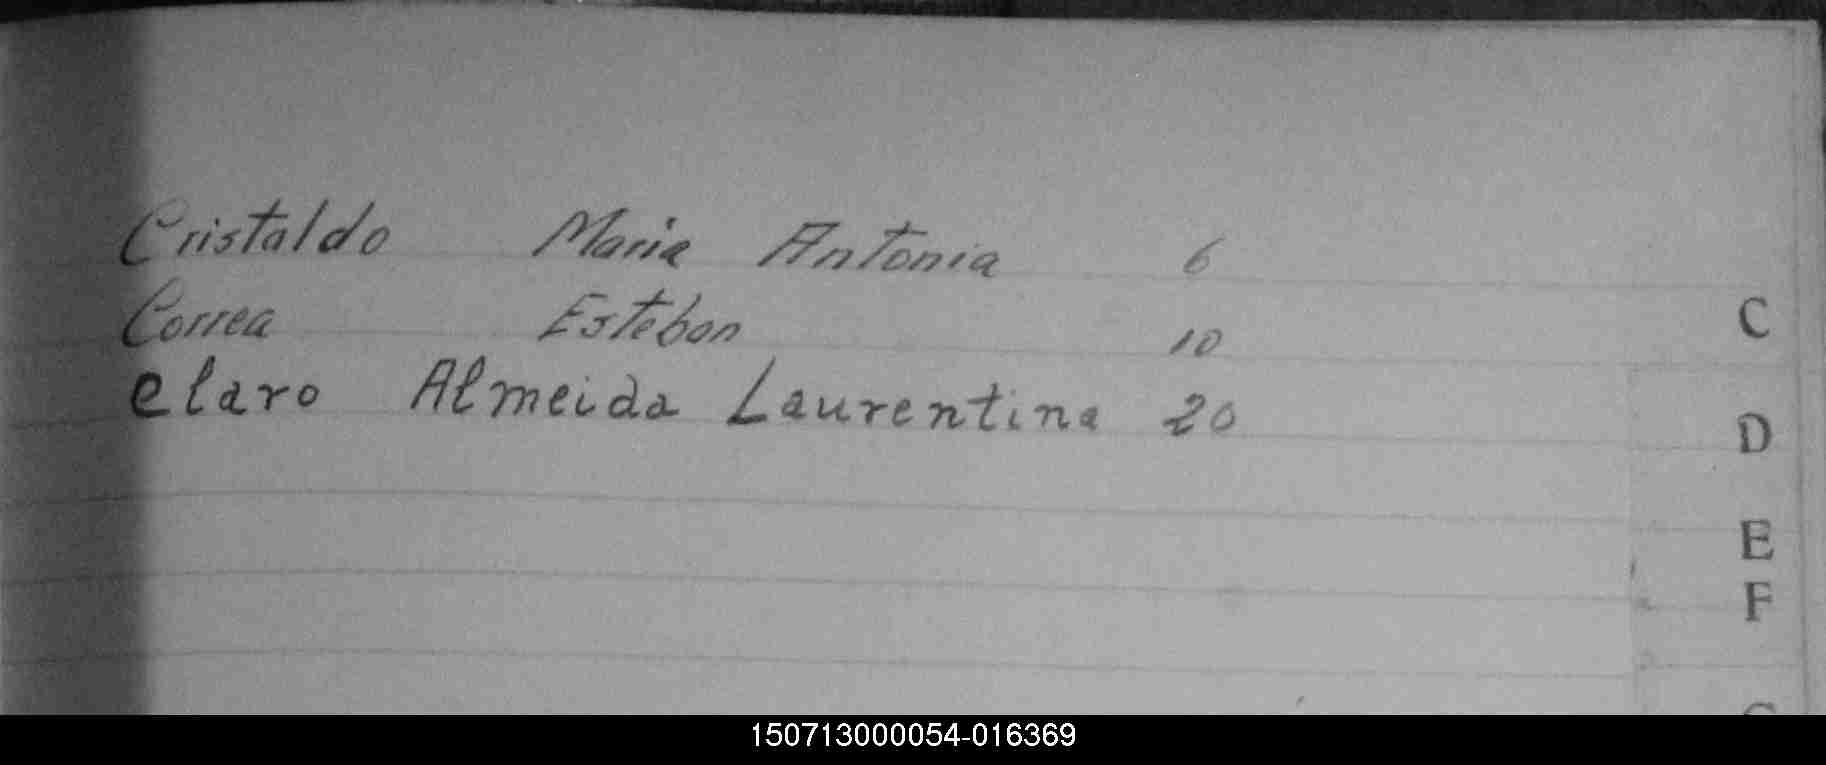 Cristaldo Maria Antonia 6
Correa Esteban 10
Claro Almeida Laurentina 20
C
D
E
F
150713000054-016369